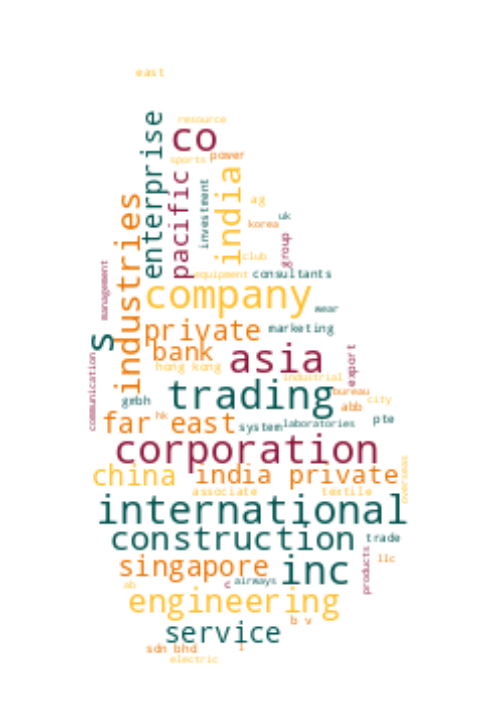 east
resource
co
enterprise
sports
power
pacific
investment
india
ag
uk
korea
group
club
industries
management
equipment
consultants
company
wear
s
private
marketing
bank
asia
export
communication
hong kong
industrial
trading
bureau
city
gmbh
abb
hk
far east
system
laboratories
pte
corporation
china
india private
overseas
associate
textile
international
construction
trade
singapore
inc
products
llc
ab
c
airways
engineering
b v
service
sdn bhd
i
electric